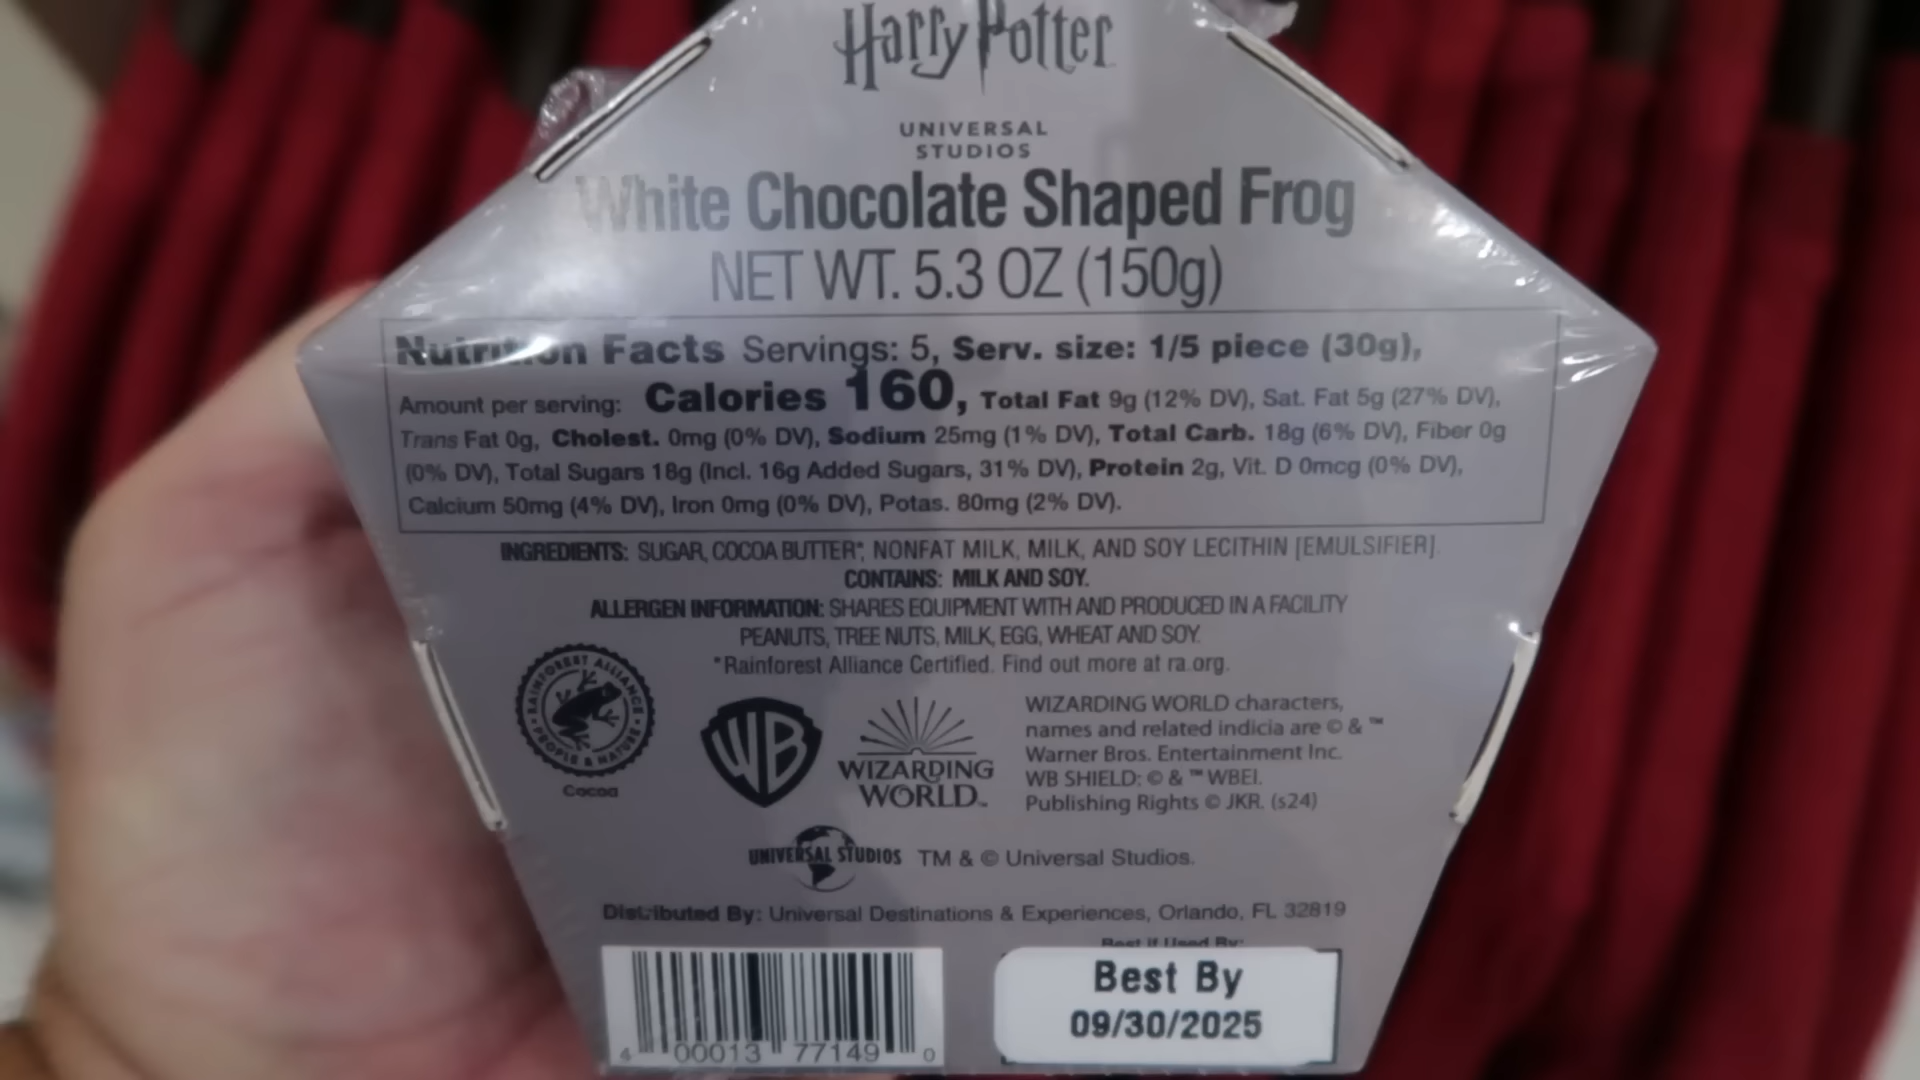 Harry Potter
UNIVERSAL
STUDIOS
White Chocolate Shaped Frog
NET WT. 5.3 OZ (150g)
Nutrition Facts Servings: 5, Serv. size: 1/5 piece (30g),
Amount per serving: Calories 160, Total Fat 9g (12% DV), Sat. Fat 5g (27% DV),
Trans Fat 0g, Cholest. 0mg (0% DV), Sodium 25mg (1% DV), Total Carb. 18g (6% DV), Fiber 0g
(0% DV), Total Sugars 18g (Incl. 16g Added Sugars, 31% DV), Protein 2g, Vit. D 0mcg (0% DV),
Calcium 50mg (4% DV), Iron 0mg (0% DV), Potas. 80mg (2% DV).
INGREDIENTS: SUGAR, COCOA BUTTER*, NONFAT MILK, MILK, AND SOY LECITHIN [EMULSIFIER].
CONTAINS: MILK AND SOY.
ALLERGEN INFORMATION: SHARES EQUIPMENT WITH AND PRODUCED IN A FACILITY
PEANUTS, TREE NUTS, MILK, EGG, WHEAT AND SOY.
*Rainforest Alliance Certified. Find out more at ra.org.
RAINFOREST ALLIANCE
PEOPLE & NATURE
Cocoa
WB
WIZARDING
WORLD™
WIZARDING WORLD characters,
names and related indicia are © & ™
Warner Bros. Entertainment Inc.
WB SHIELD: © & ™ WBEI.
Publishing Rights © JKR. (s24)
UNIVERSAL STUDIOS TM & © Universal Studios.
Distributed By: Universal Destinations & Experiences, Orlando, FL 32819
Best if Used By:
Best By
09/30/2025
4 00013 77149 0